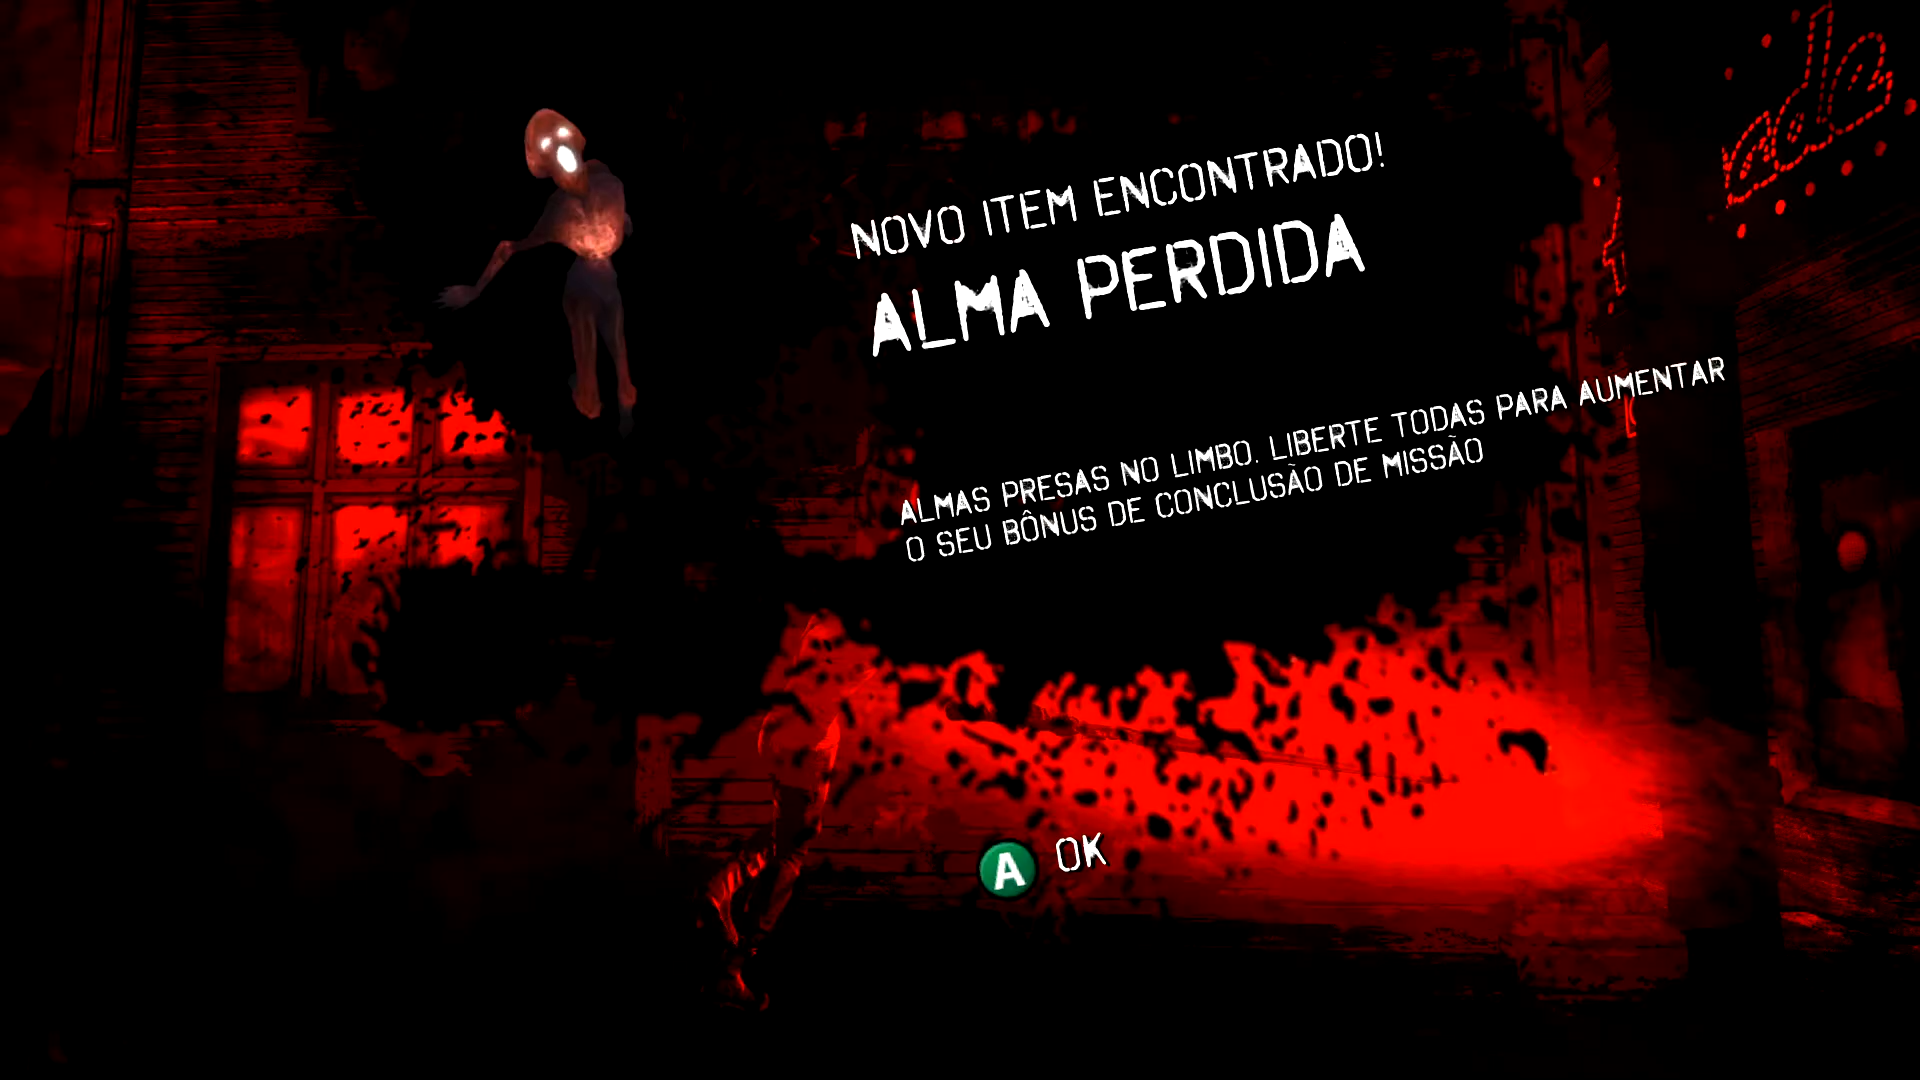 NOVO ITEM ENCONTRADO!
ALMA PERDIDA
ALMAS PRESAS NO LIMBO. LIBERTE TODAS PARA AUMENTAR
O SEU BÔNUS DE CONCLUSÃO DE MISSÃO
A OK